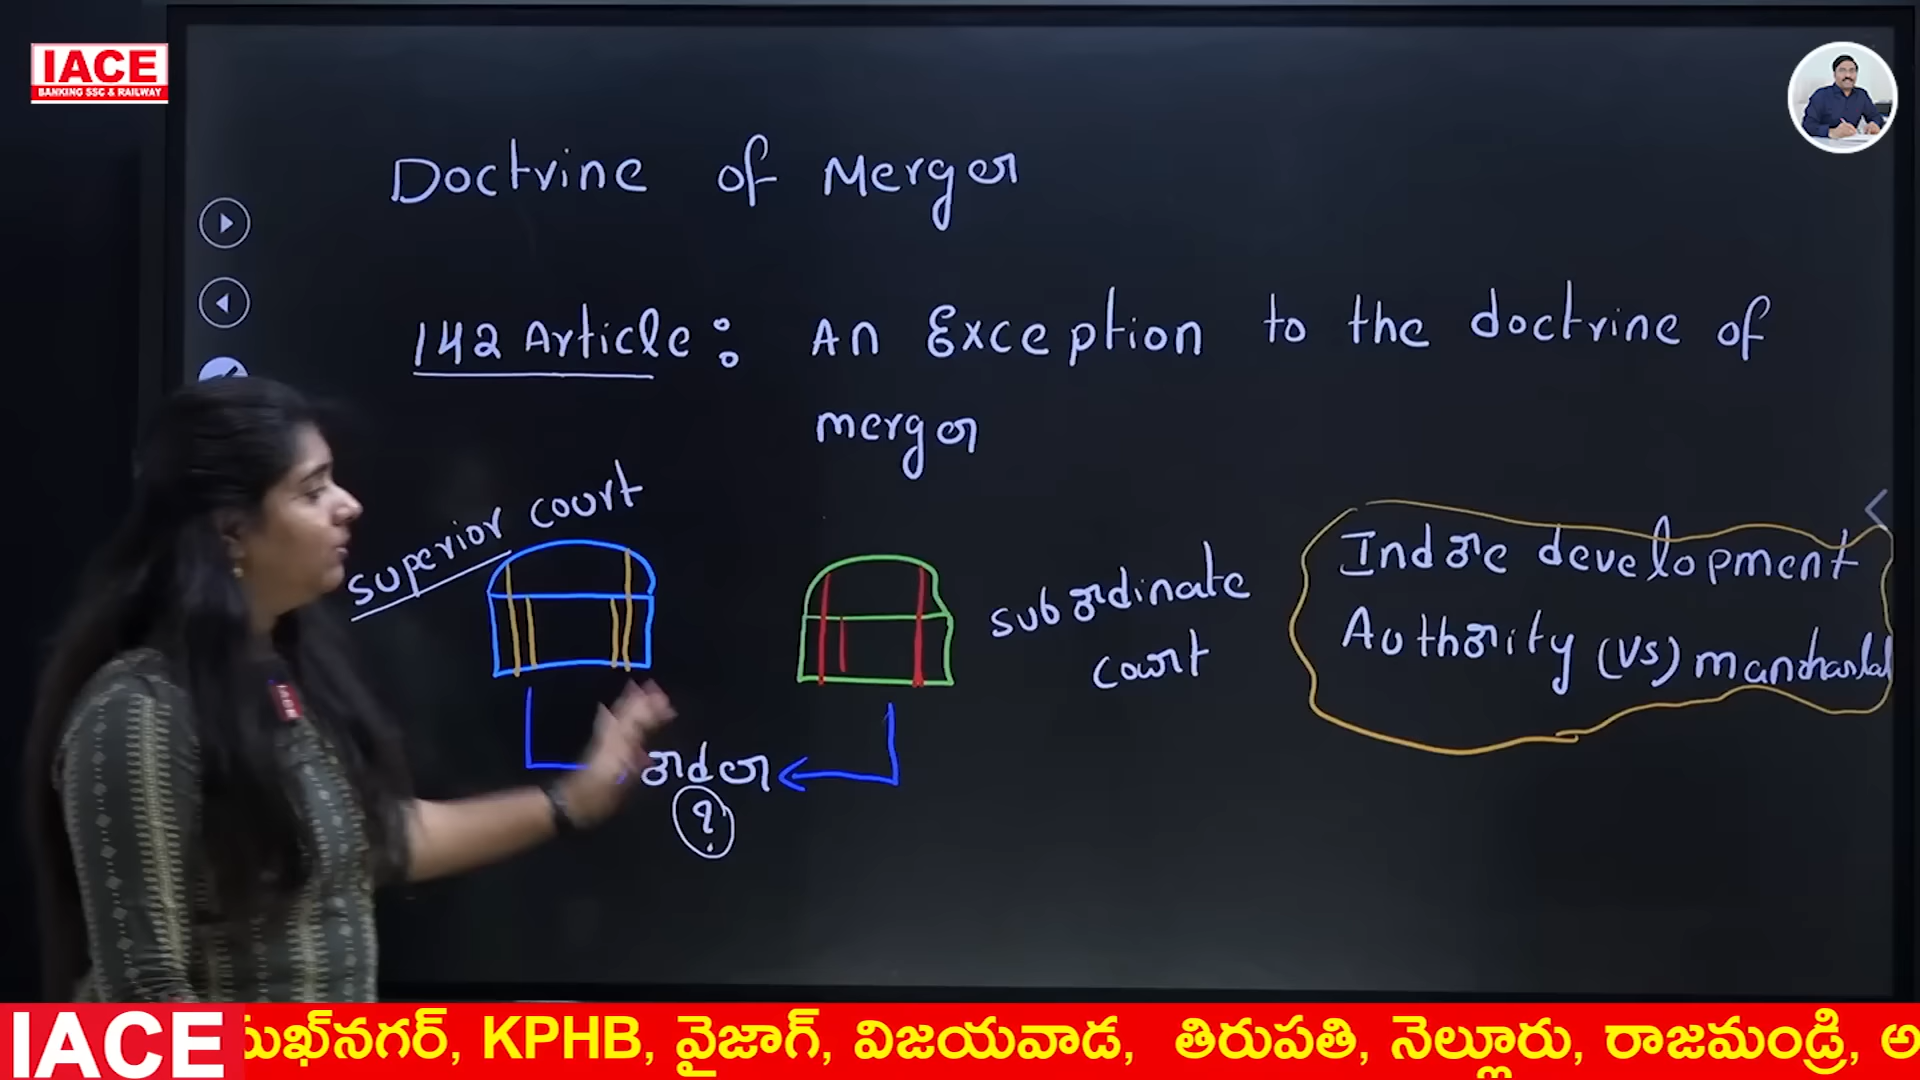 IACE
BANKING SSC & RAILWAY
Doctrine of Merger
142 Article : An Exception to the doctrine of
merger
superior court
subordinate
court
order
?
Indore development
Authority (vs) manoharlal
IACE
KPHB, వైజాగ్, విజయవాడ, తిరుపతి, నెల్లూరు, రాజమండ్రి,